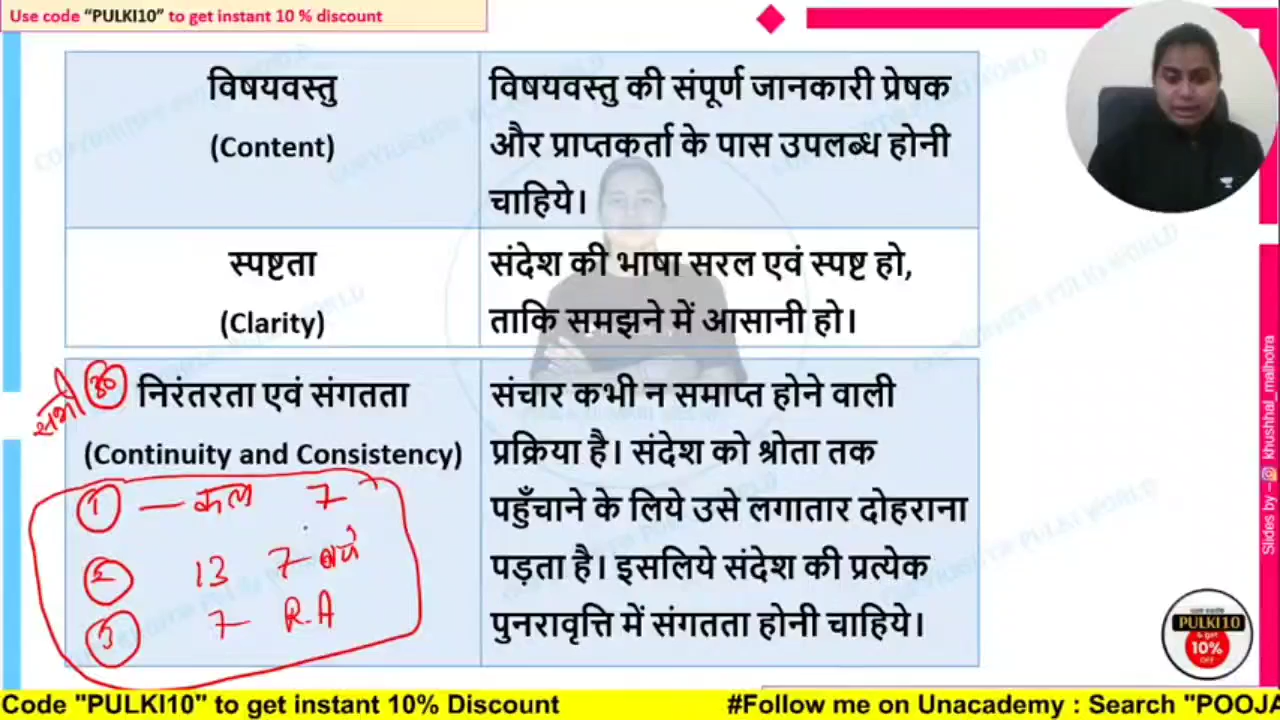 Use code “PULKI10” to get instant 10 % discount
विषयवस्तु
(Content)
विषयवस्तु की संपूर्ण जानकारी प्रेषक
और प्राप्तकर्ता के पास उपलब्ध होनी
चाहिये।
स्पष्टता
(Clarity)
संदेश की भाषा सरल एवं स्पष्ट हो,
ताकि समझने में आसानी हो।
निरंतरता एवं संगतता
(Continuity and Consistency)
संचार कभी न समाप्त होने वाली
प्रक्रिया है। संदेश को श्रोता तक
पहुँचाने के लिये उसे लगातार दोहराना
पड़ता है। इसलिये संदेश की प्रत्येक
पुनरावृत्ति में संगतता होनी चाहिये।
1 — कल 7
2 13 7 बजे
3 7 R.A
Slides by – khushhal_malhotra
PULKI10
10%
OFF
Code "PULKI10" to get instant 10% Discount
#Follow me on Unacademy : Search "POOJA